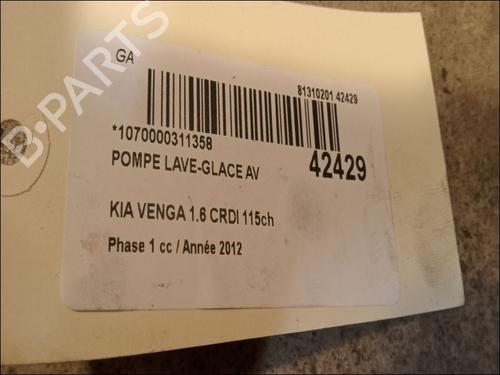 GA
81310201 42429
*1070000311358
42429
POMPE LAVE-GLACE AV
KIA VENGA 1.6 CRDI 115ch
Phase 1 cc / Année 2012
B-PARTS